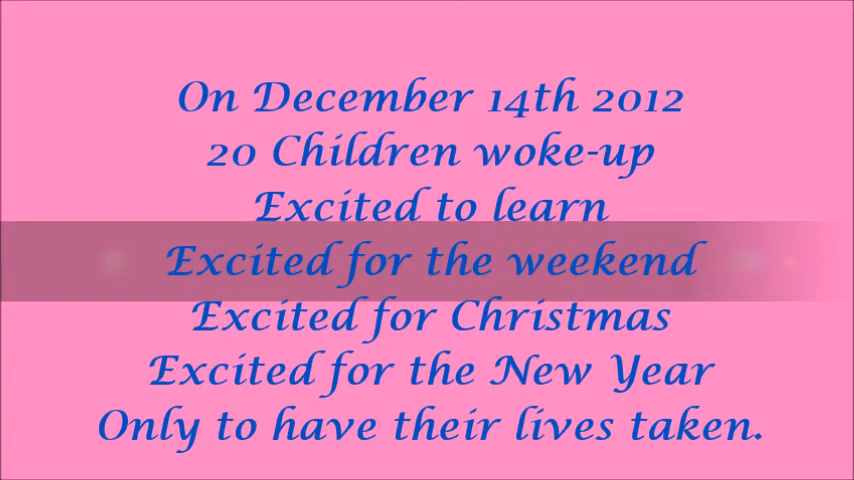 On December 14th 2012
20 Children woke-up
Excited to learn
Excited for the weekend
Excited for Christmas
Excited for the New Year
Only to have their lives taken.